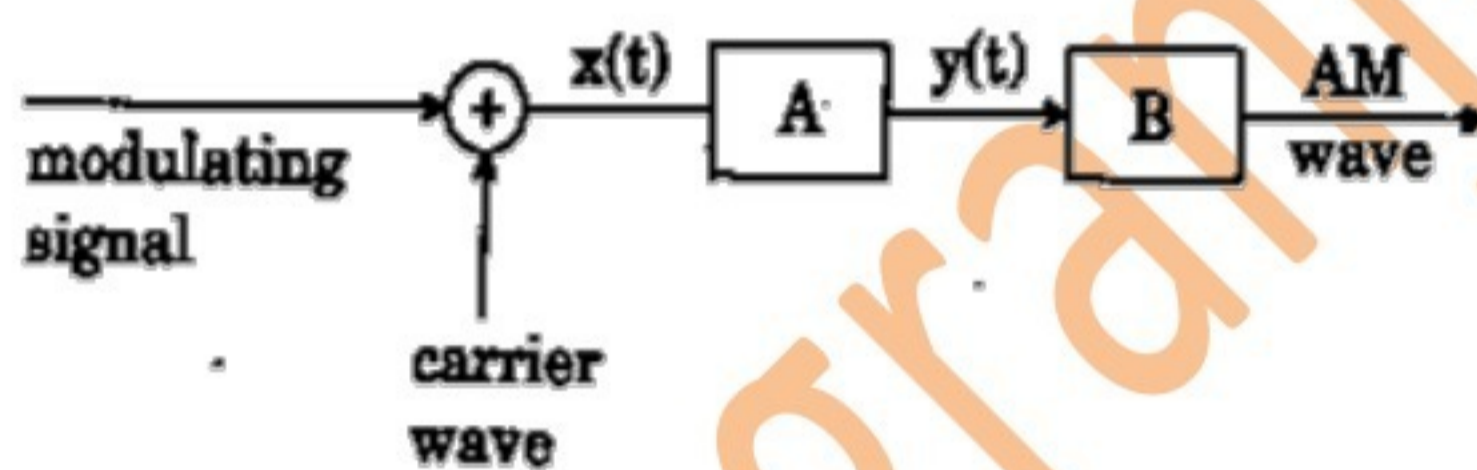 x(t)
A
y(t)
B
AM
wave
+
modulating
signal
carrier
wave